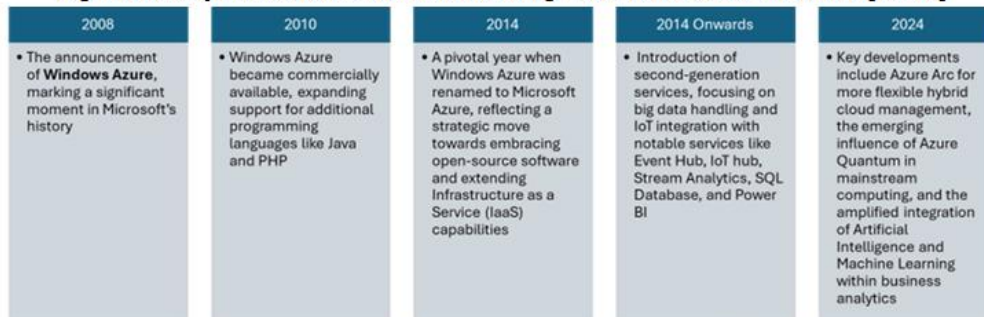 2008
• The announcement
of Windows Azure,
marking a significant
moment in Microsoft's
history
2010
• Windows Azure
became commercially
available, expanding
support for additional
programming
languages like Java
and PHP
2014
• A pivotal year when
Windows Azure was
renamed to Microsoft
Azure, reflecting a
strategic move
towards embracing
open-source software
and extending
Infrastructure as a
Service (IaaS)
capabilities
2014 Onwards
• Introduction of
second-generation
services, focusing on
big data handling and
IoT integration with
notable services like
Event Hub, IoT hub,
Stream Analytics, SQL
Database, and Power
BI
2024
• Key developments
include Azure Arc for
more flexible hybrid
cloud management,
the emerging
influence of Azure
Quantum in
mainstream
computing, and the
amplified integration
of Artificial
Intelligence and
Machine Learning
within business
analytics